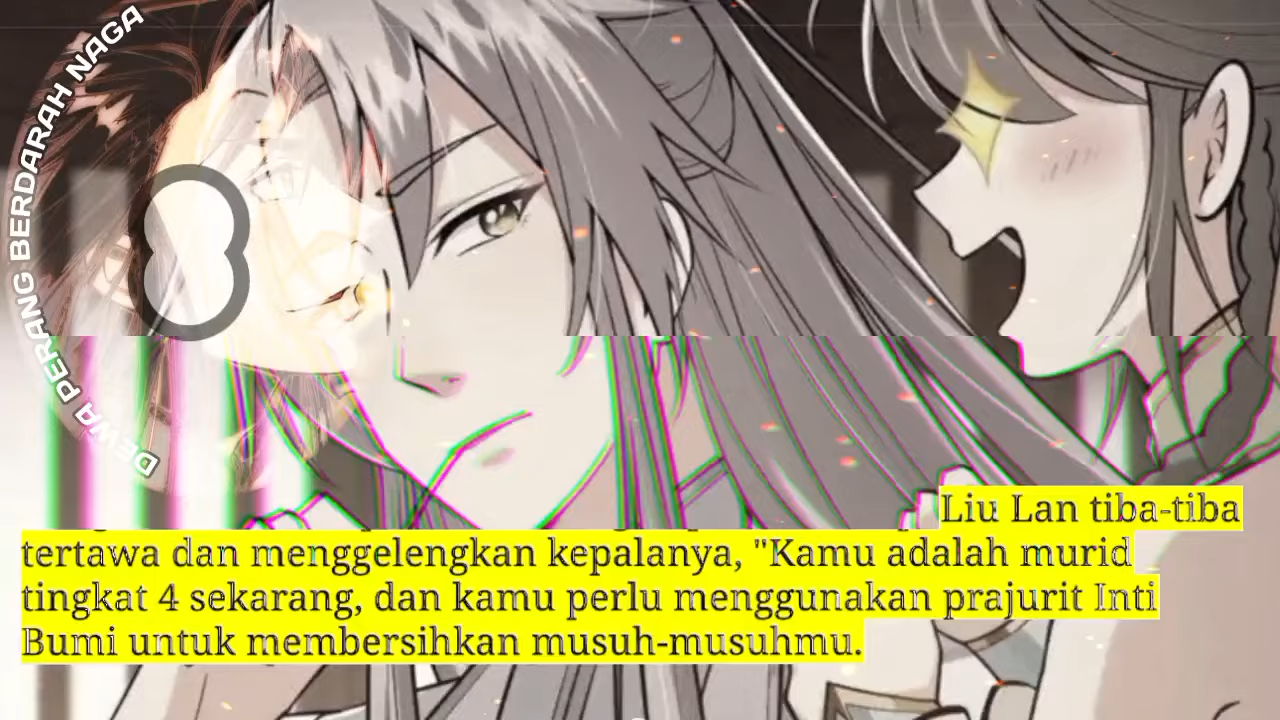 DEWA PERANG BERDARAH NAGA
8
Liu Lan tiba-tiba
tertawa dan menggelengkan kepalanya, "Kamu adalah murid
tingkat 4 sekarang, dan kamu perlu menggunakan prajurit Inti
Bumi untuk membersihkan musuh-musuhmu.